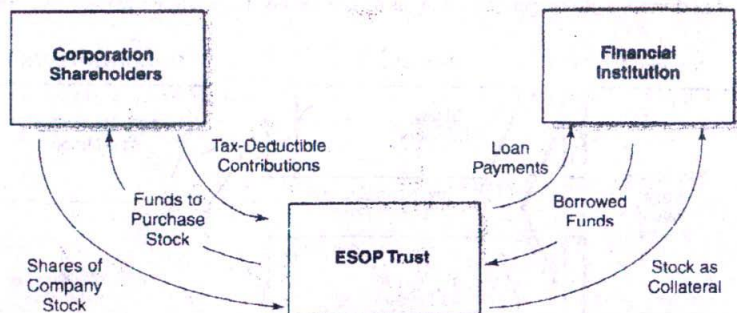 Corporation
Shareholders
Financial
Institution
Tax-Deductible
Contributions
Loan
Payments
Funds to
Purchase
Stock
Borrowed
Funds
ESOP Trust
Shares of
Company
Stock
Stock as
Collateral